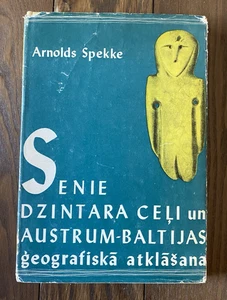 Arnolds Spekke
SENIE
DZINTARA CEĻI un
AUSTRUM-BALTIJAS
ģeografiskā atklāšana